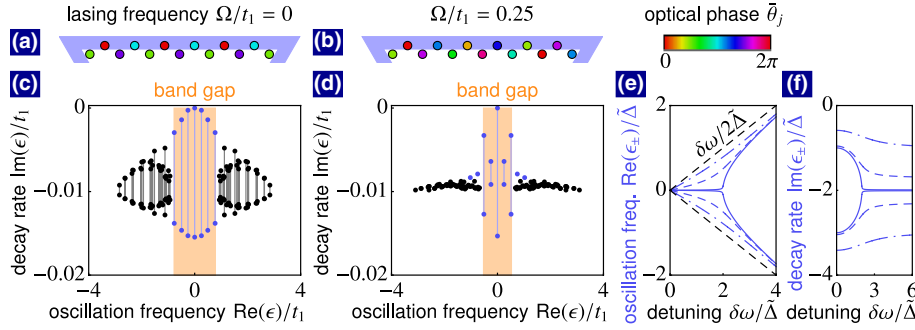 lasing frequency Ω/t₁ = 0
Ω/t₁ = 0.25
optical phase θ̄ⱼ
(a)
(b)
0 2π
(c)
band gap
(d)
band gap
(e)
(f)
decay rate Im(ϵ)/t₁
0
−0.01
−0.02
−4 0 4
oscillation frequency Re(ϵ)/t₁
decay rate Im(ϵ)/t₁
0
−0.01
−0.02
−4 0 4
oscillation frequency Re(ϵ)/t₁
oscillation freq. Re(ϵ±)/Δ̃
2
0
−2
δω/2Δ̃
0 2 4
detuning δω/Δ̃
decay rate Im(ϵ±)/Δ̃
0
−2
−4
0 3 6
detuning δω/Δ̃